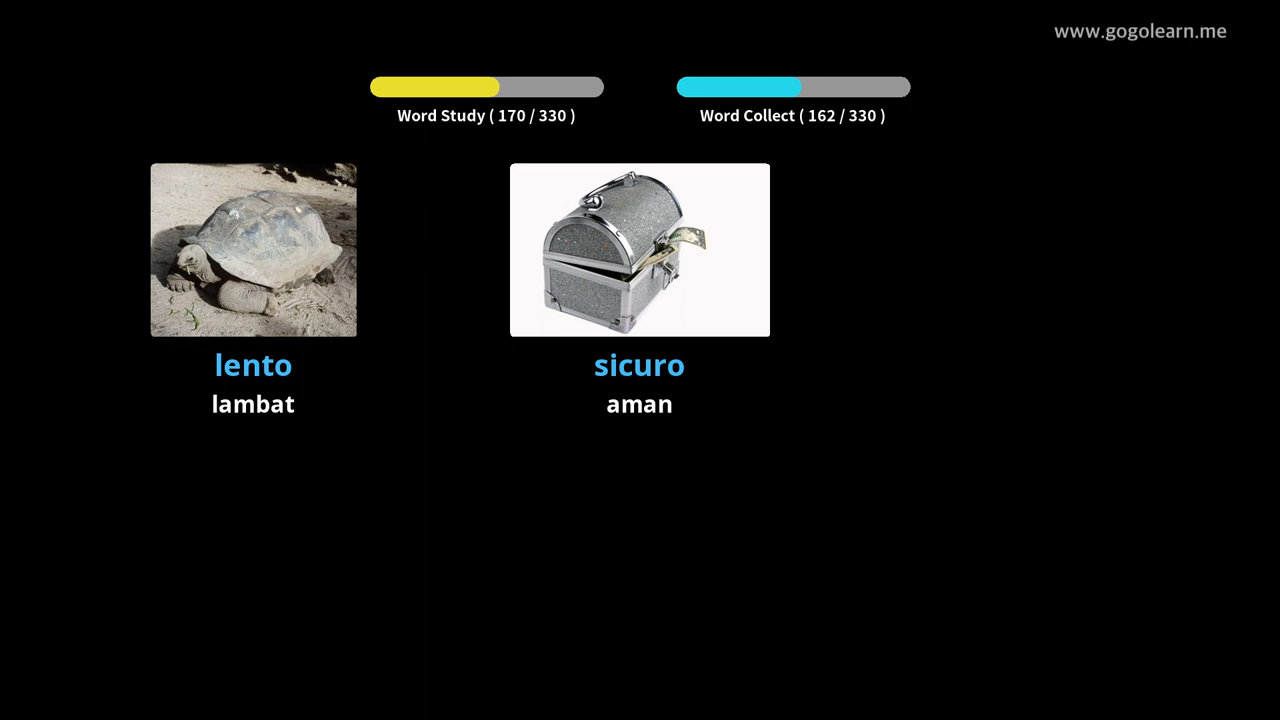 www.gogolearn.me
Word Study ( 170 / 330 )
Word Collect ( 162 / 330 )
lento
lambat
sicuro
aman